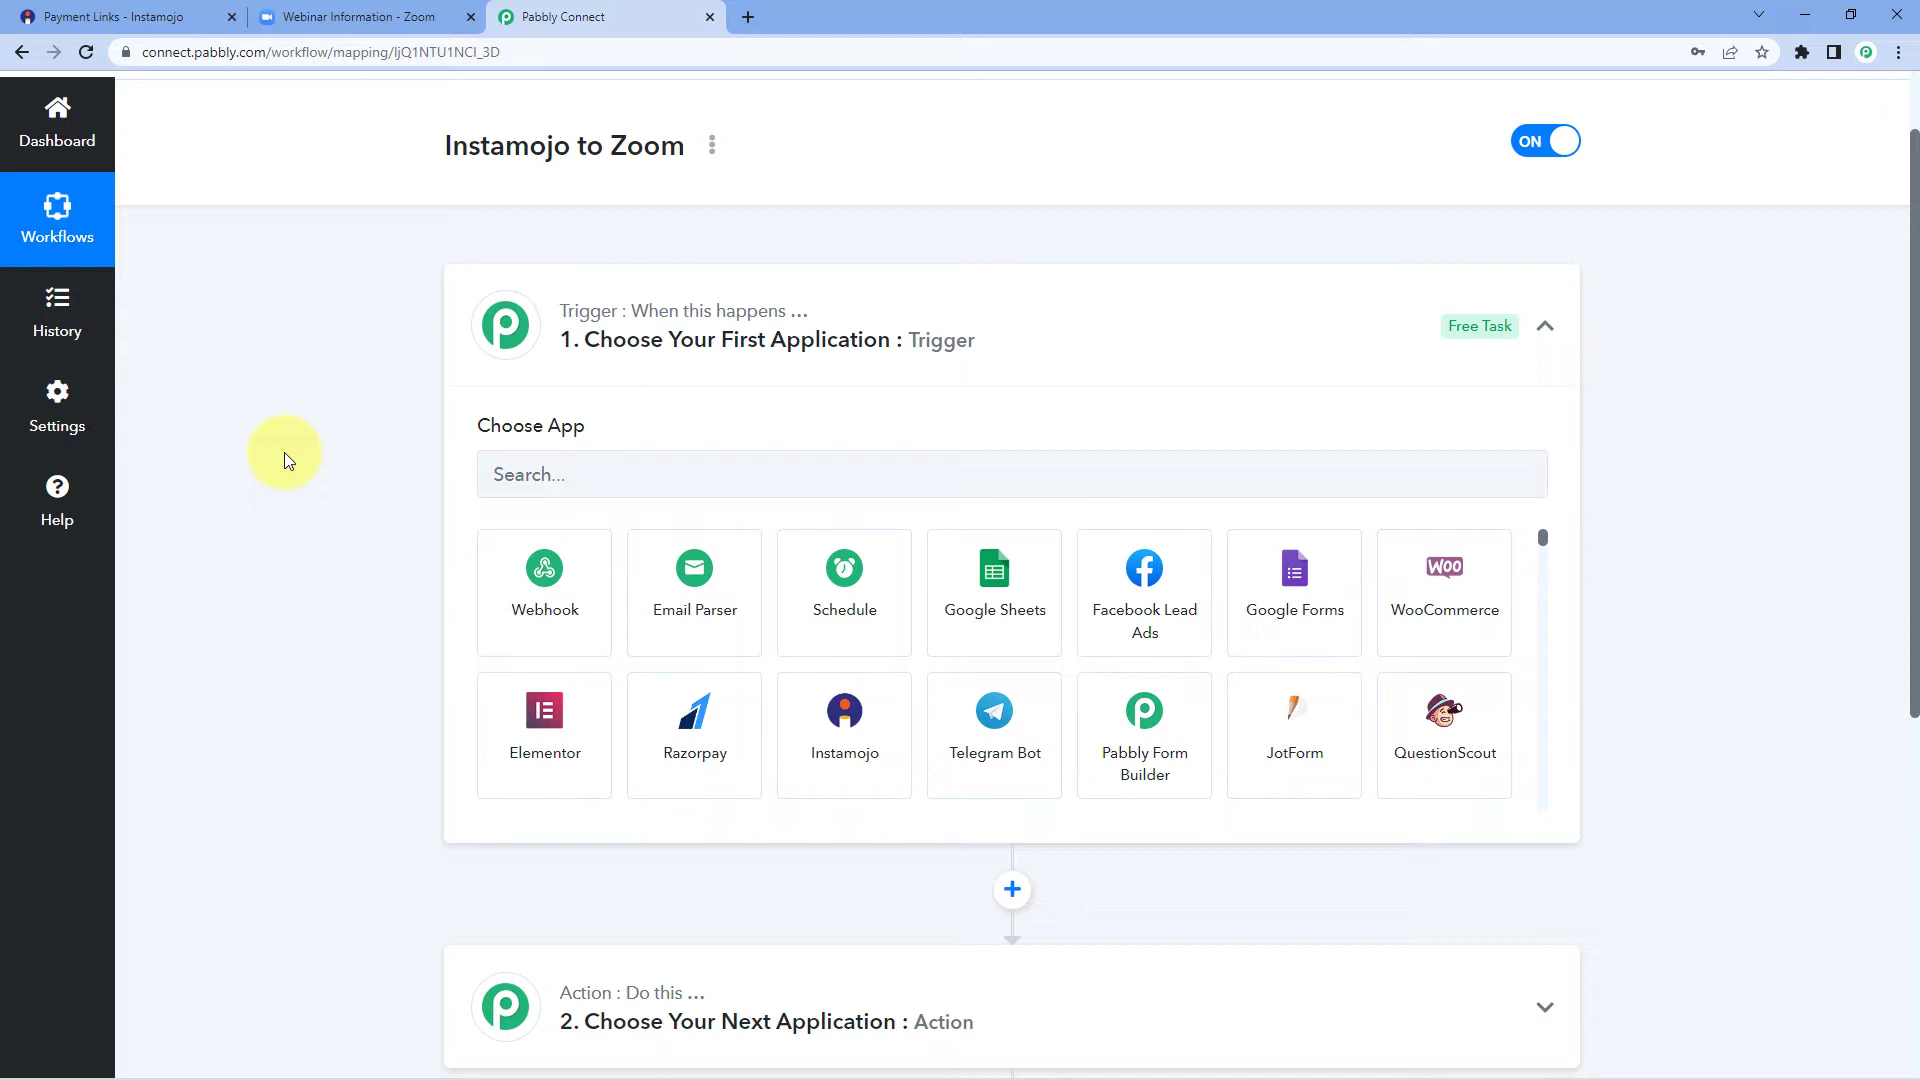 Payment Links - Instamojo
Webinar Information - Zoom
Pabbly Connect
connect.pabbly.com/workflow/mapping/IjQ1NTU1NCI_3D
Dashboard
Workflows
History
Settings
Help
Instamojo to Zoom
ON
Trigger : When this happens ...
1. Choose Your First Application : Trigger
Free Task
Choose App
Search...
Webhook
Email Parser
Schedule
Google Sheets
Facebook Lead
Ads
Google Forms
WOO
WooCommerce
Elementor
Razorpay
Instamojo
Telegram Bot
Pabbly Form
Builder
JotForm
QuestionScout
Action : Do this ...
2. Choose Your Next Application : Action